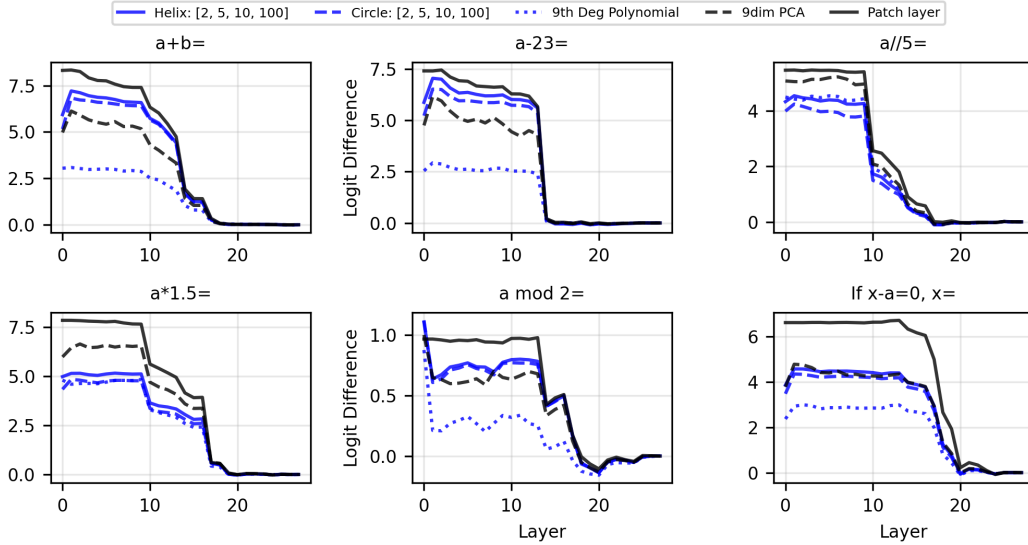 Helix: [2, 5, 10, 100] Circle: [2, 5, 10, 100] 9th Deg Polynomial 9dim PCA Patch layer
a+b= a-23= a//5=
7.5
5.0
2.5
0.0
0 10 20
Logit Difference
7.5
5.0
2.5
0.0
0 10 20
4
2
0
0 10 20
a*1.5= a mod 2= If x-a=0, x=
7.5
5.0
2.5
0.0
0 10 20
Logit Difference
1.0
0.5
0.0
0 10 20
Layer
6
4
2
0
0 10 20
Layer